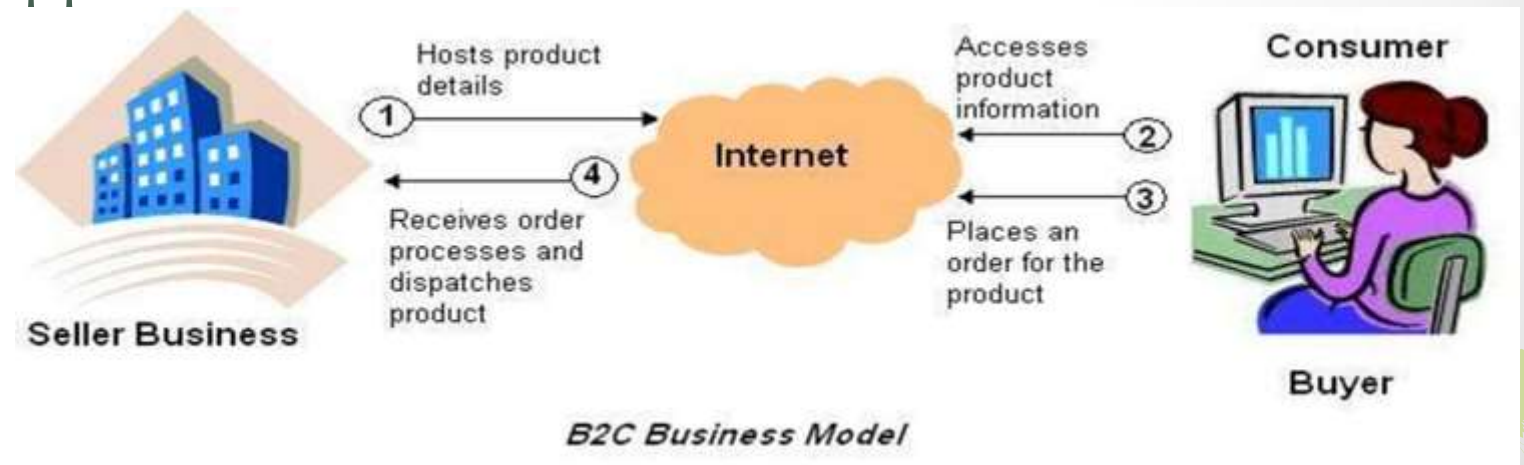 Hosts product
details
1
Accesses
product
information
2
Consumer
Internet
4
3
Receives order
processes and
dispatches
product
Places an
order for the
product
Seller Business
Buyer
B2C Business Model